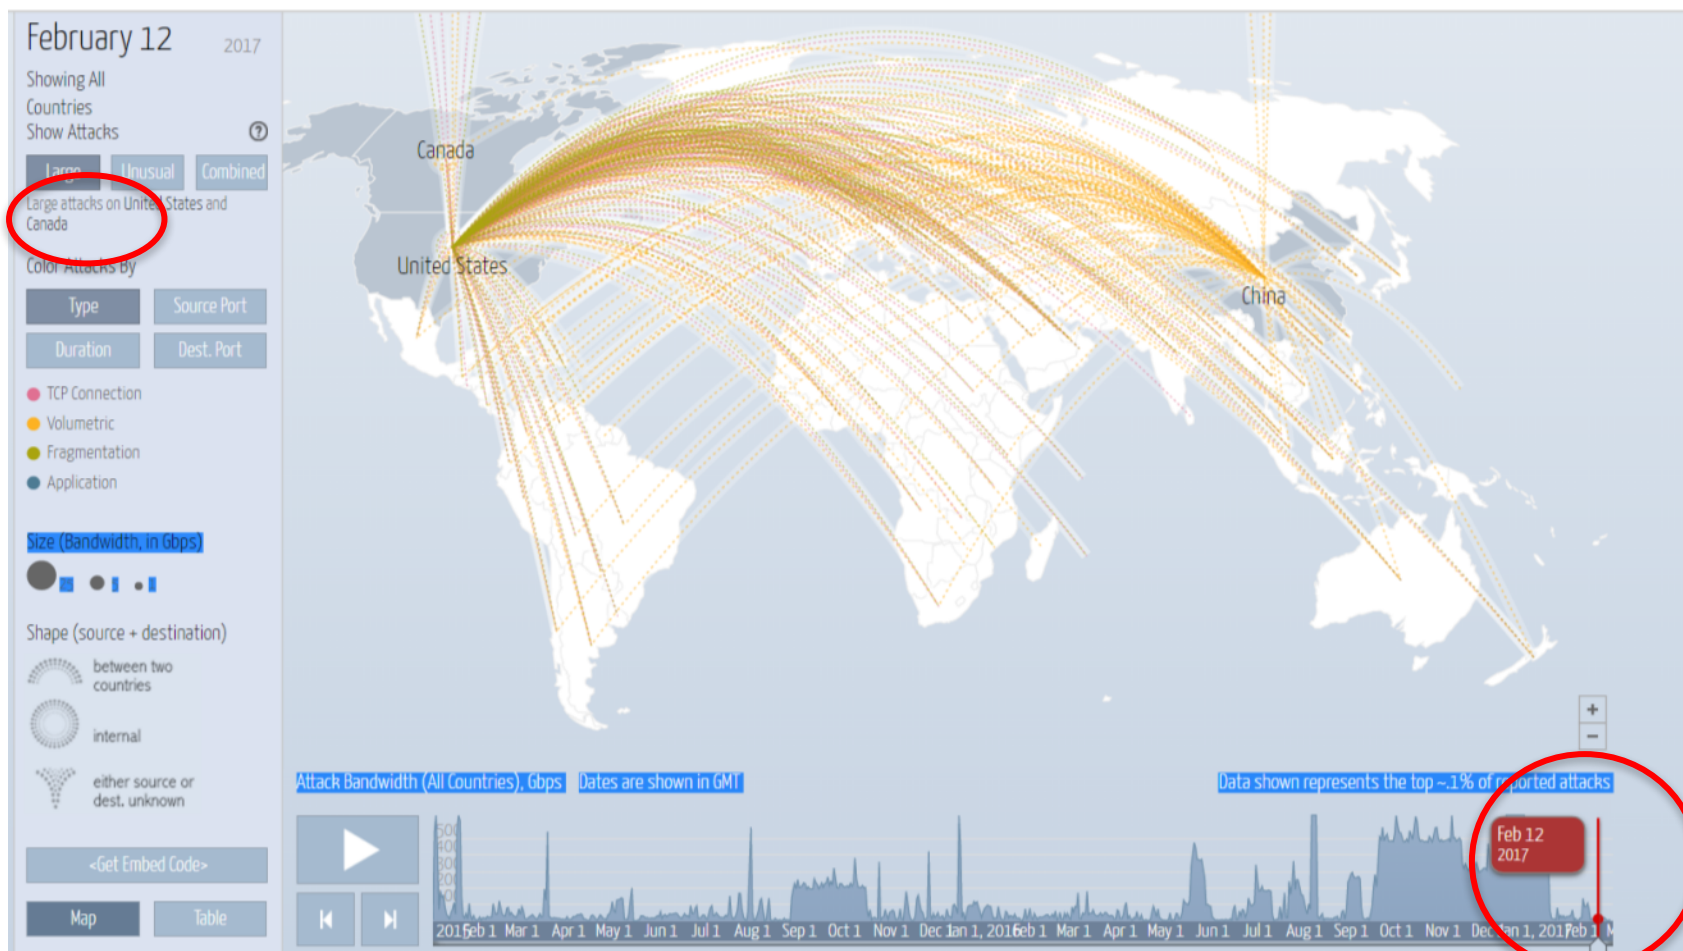 February 12 2017
Showing All
Countries
Show Attacks ?
Large Unusual Combined
Large attacks on United States and
Canada
Color Attacks By
Type Source Port
Duration Dest. Port
TCP Connection
Volumetric
Fragmentation
Application
Size (Bandwidth, in Gbps)
Shape (source + destination)
between two
countries
internal
either source or
dest. unknown
<Get Embed Code>
Map Table
Canada
United States
China
+
−
Attack Bandwidth (All Countries), Gbps Dates are shown in GMT Data shown represents the top ~.1% of reported attacks
Feb 12
2017
2015 Feb 1 Mar 1 Apr 1 May 1 Jun 1 Jul 1 Aug 1 Sep 1 Oct 1 Nov 1 Dec 1 Jan 1, 2016 Feb 1 Mar 1 Apr 1 May 1 Jun 1 Jul 1 Aug 1 Sep 1 Oct 1 Nov 1 Dec Jan 1, 2017 Feb 1 M